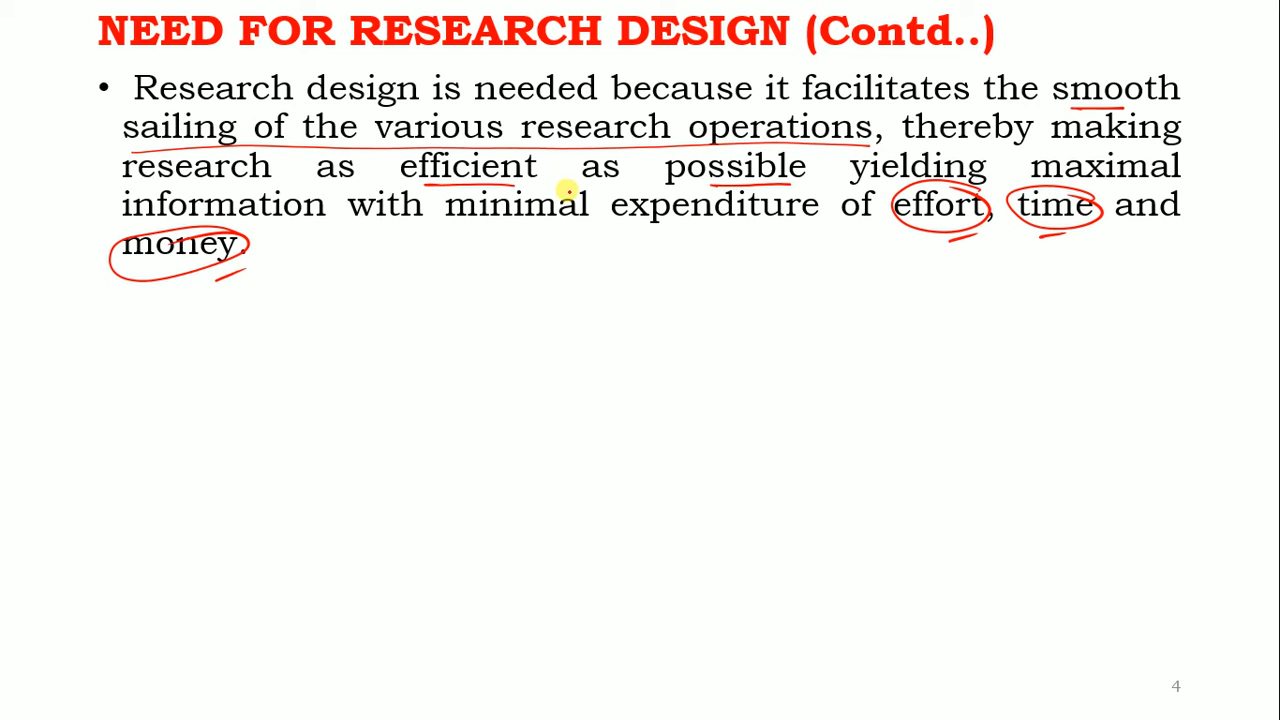 NEED FOR RESEARCH DESIGN (Contd..)
• Research design is needed because it facilitates the smooth
sailing of the various research operations, thereby making
research as efficient as possible yielding maximal
information with minimal expenditure of effort, time and
money.
4